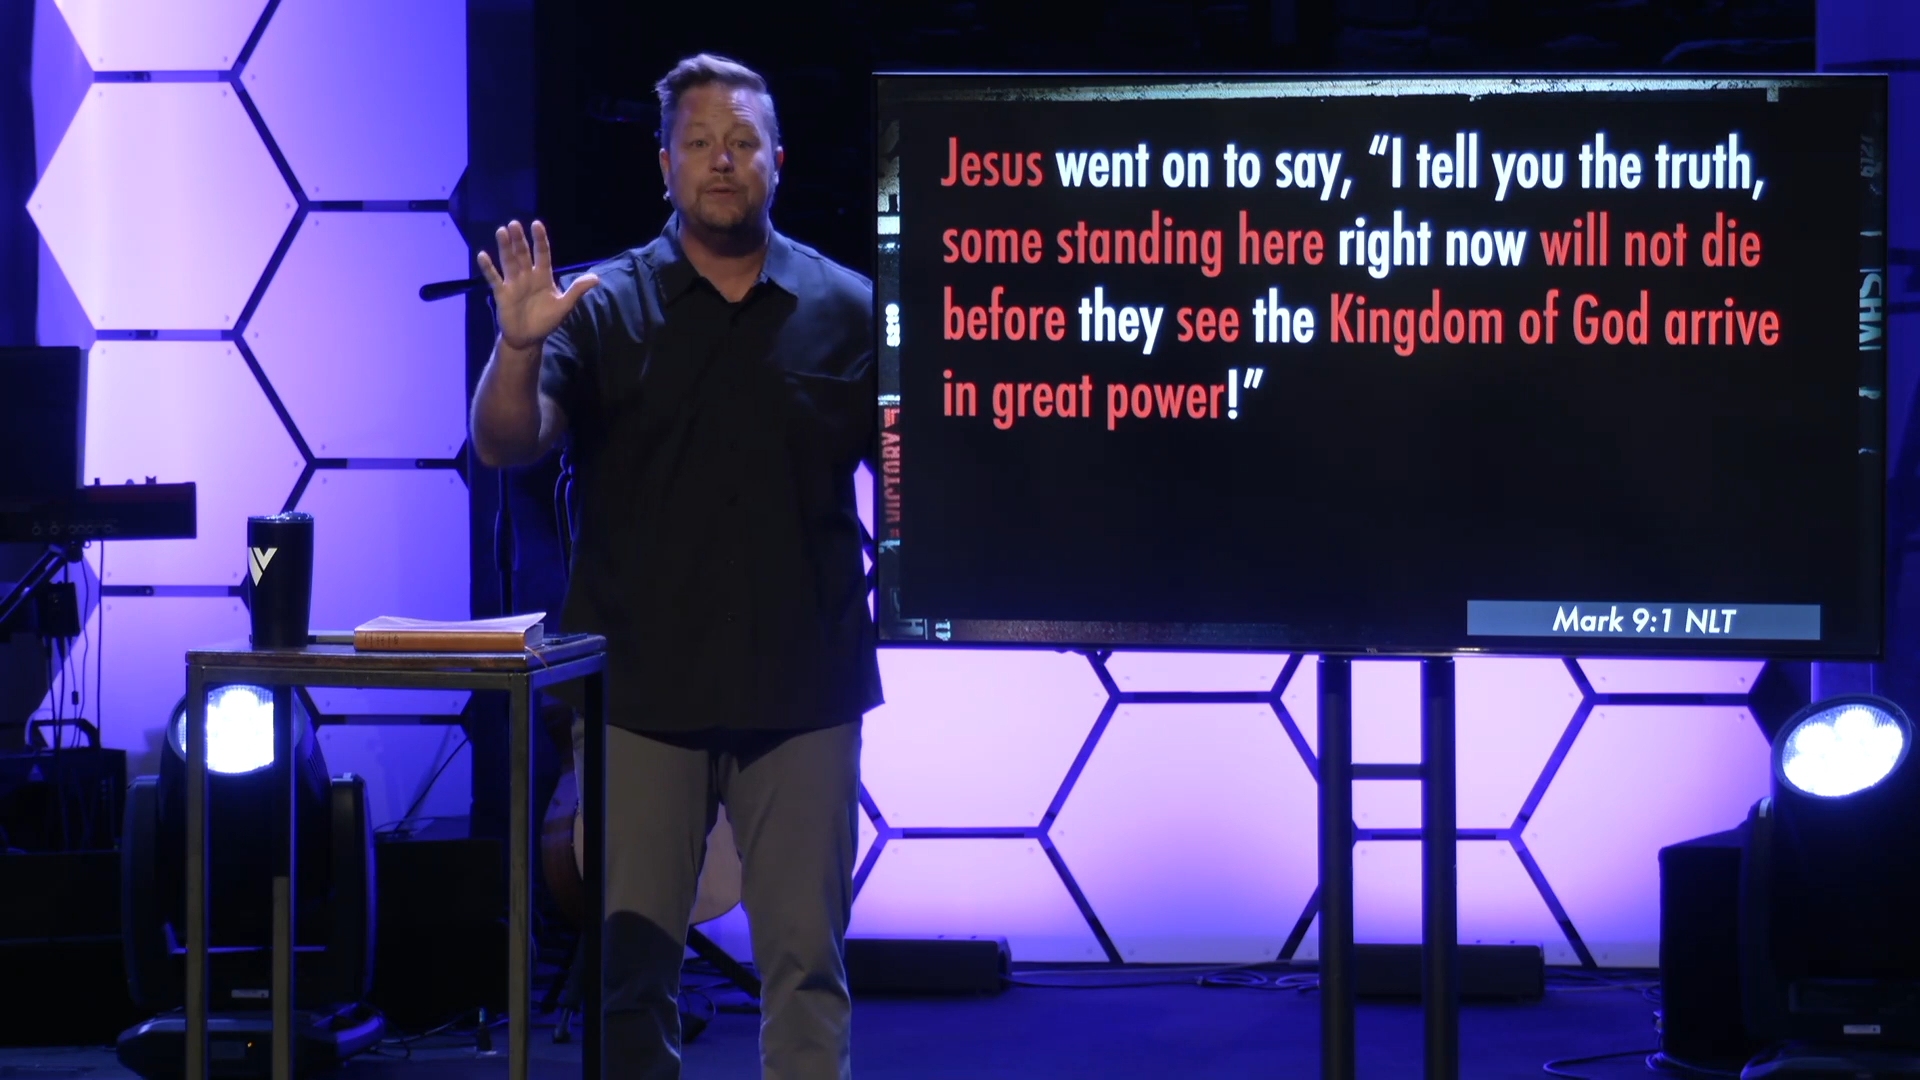 Jesus went on to say, “I tell you the truth,
some standing here right now will not die
before they see the Kingdom of God arrive
in great power!”
Mark 9:1 NLT
VICTORY